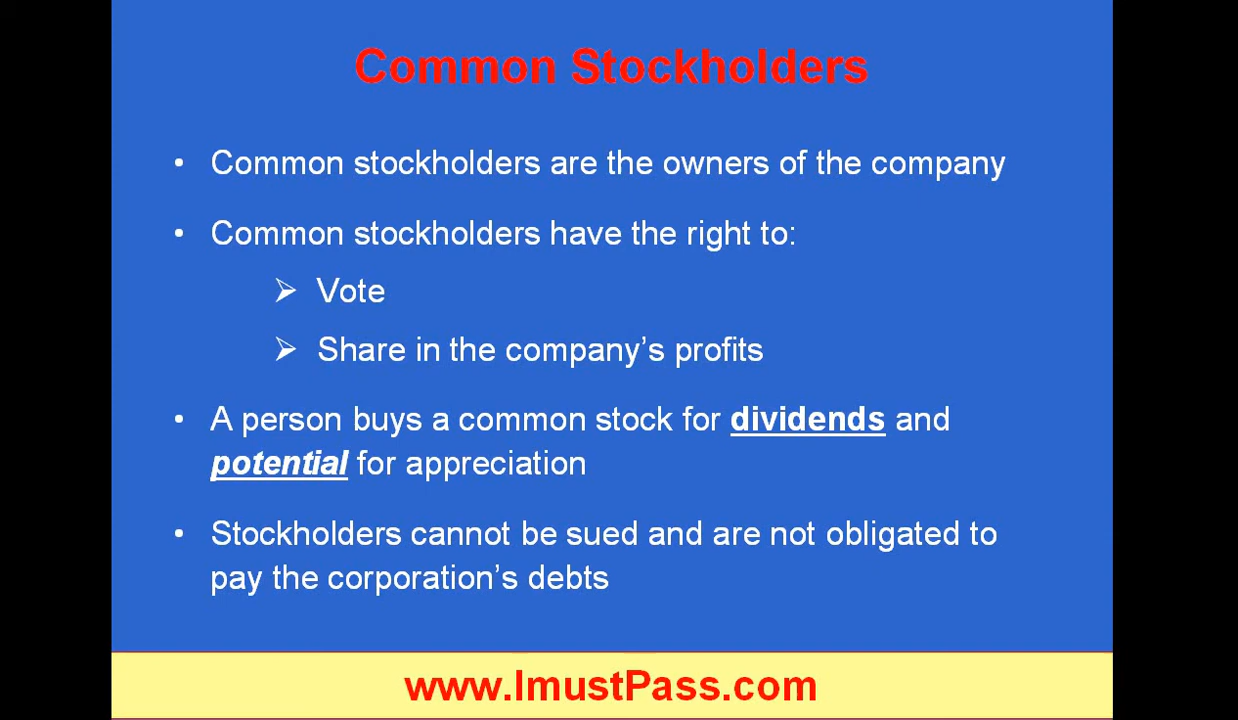 Common Stockholders
• Common stockholders are the owners of the company
• Common stockholders have the right to:
➢ Vote
➢ Share in the company’s profits
• A person buys a common stock for dividends and
potential for appreciation
• Stockholders cannot be sued and are not obligated to
pay the corporation’s debts
www.ImustPass.com